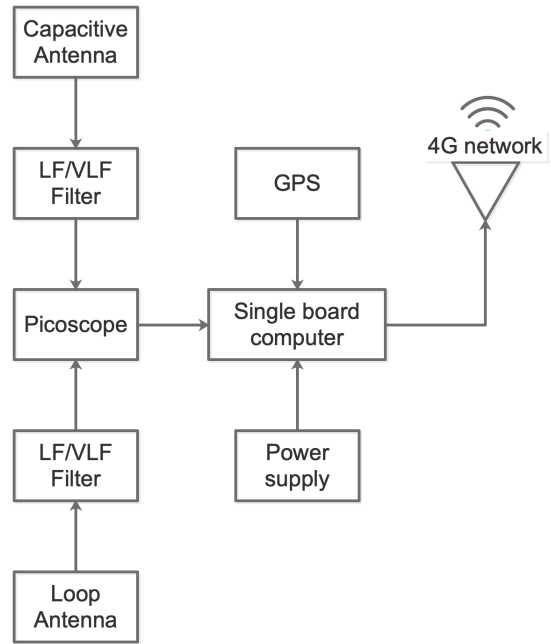 Capacitive
Antenna
4G network
LF/VLF
Filter
GPS
Picoscope
Single board
computer
LF/VLF
Filter
Power
supply
Loop
Antenna